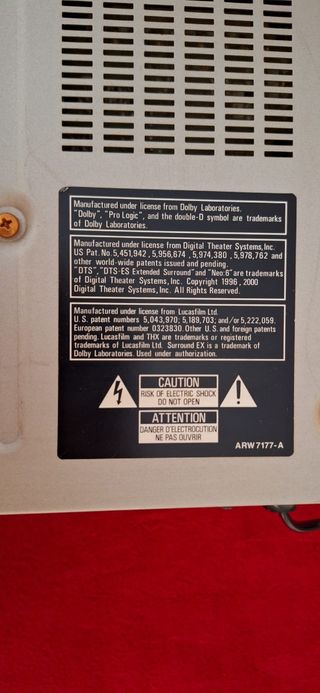 Manufactured under license from Dolby Laboratories.
"Dolby", "Pro Logic", and the double-D symbol are trademarks
of Dolby Laboratories.
Manufactured under license from Digital Theater Systems, Inc.
US Pat. No. 5,451,942 , 5,956,674 , 5,974,380 , 5,978,762 and
other world-wide patents issued and pending.
"DTS", "DTS-ES Extended Surround" and "Neo:6" are trademarks
of Digital Theater Systems, Inc. Copyright 1996, 2000
Digital Theater Systems, Inc. All Rights Reserved.
Manufactured under license from Lucasfilm Ltd.
U.S. patent numbers 5,043,970; 5,189,703; and/or 5,222,059.
European patent number 0323830. Other U.S. and foreign patents
pending. Lucasfilm and THX are trademarks or registered
trademarks of Lucasfilm Ltd. Surround EX is a trademark of
Dolby Laboratories. Used under authorization.
CAUTION
RISK OF ELECTRIC SHOCK
DO NOT OPEN
ATTENTION
DANGER D'ELECTROCUTION
NE PAS OUVRIR
ARW7177-A